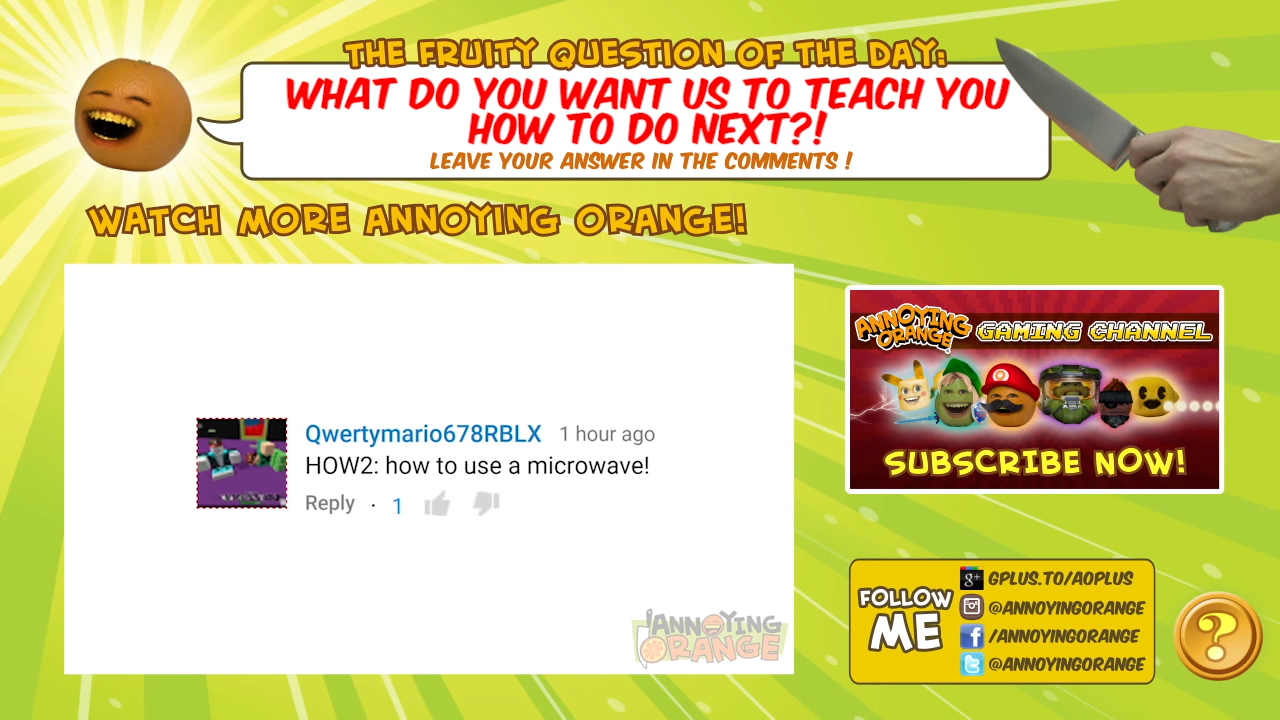 THE FRUITY QUESTION OF THE DAY:
WHAT DO YOU WANT US TO TEACH YOU
HOW TO DO NEXT?!
LEAVE YOUR ANSWER IN THE COMMENTS !
WATCH MORE ANNOYING ORANGE!
Qwertymario678RBLX 1 hour ago
HOW2: how to use a microwave!
Reply · 1
ANNOYING
ORANGE
ANNOYING
ORANGE
GAMING CHANNEL
SUBSCRIBE NOW!
FOLLOW
ME
g+ GPLUS.TO/AOPLUS
@ANNOYINGORANGE
f /ANNOYINGORANGE
t @ANNOYINGORANGE
?